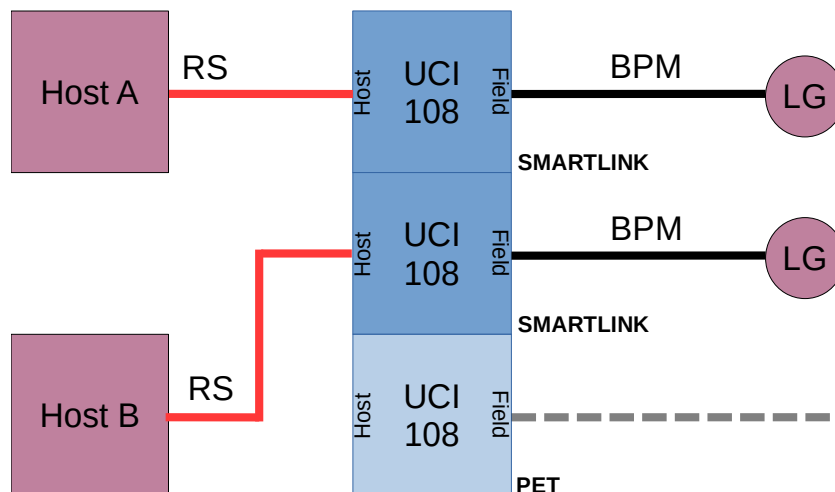 Host A
RS
Host
UCI
108
Field
BPM
LG
SMARTLINK
Host
UCI
108
Field
BPM
LG
SMARTLINK
Host B
RS
Host
UCI
108
Field
PET